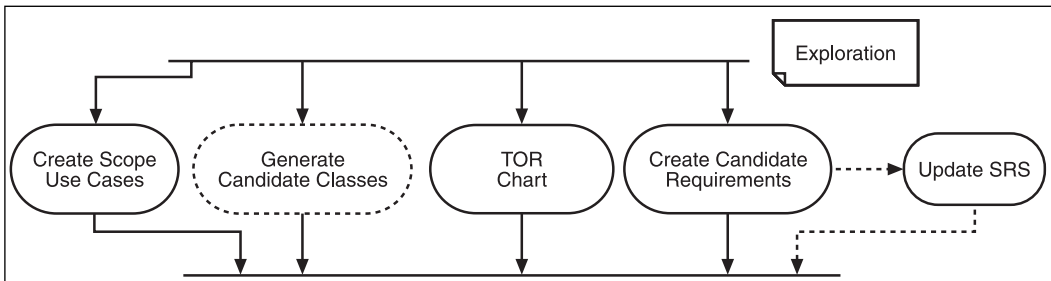 Exploration
Create Scope
Use Cases
Generate
Candidate Classes
TOR
Chart
Create Candidate
Requirements
Update SRS